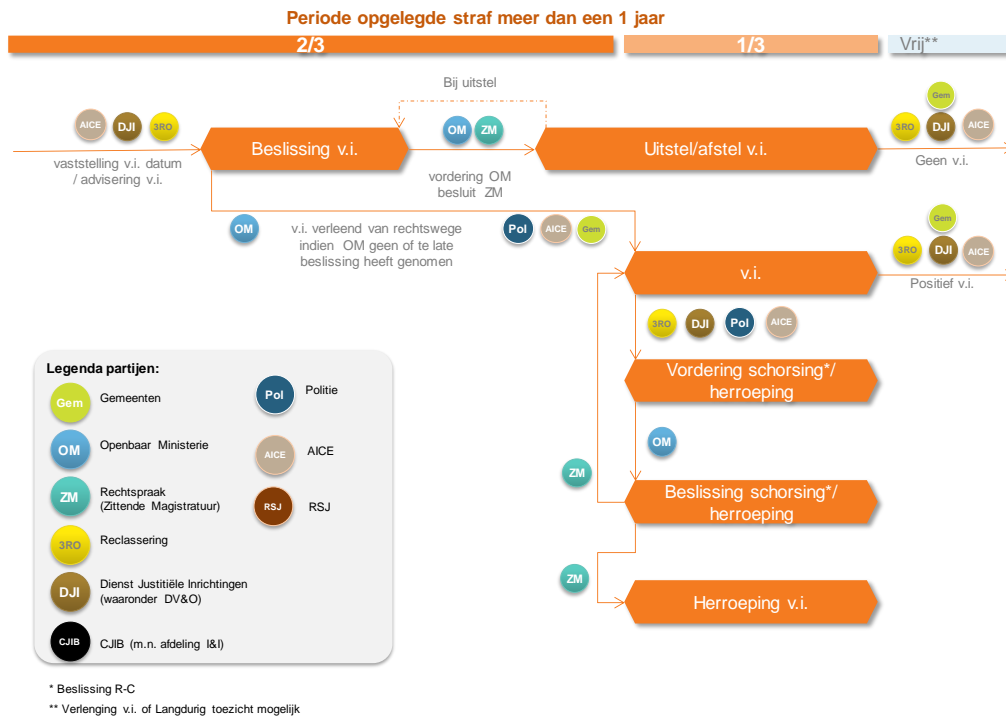 Periode opgelegde straf meer dan een 1 jaar
2/3
1/3
Vrij**
Bij uitstel
AICE
DJI
3RO
Beslissing v.i.
OM
ZM
Uitstel/afstel v.i.
Gem
3RO
DJI
AICE
vaststelling v.i. datum
/ advisering v.i.
vordering OM
besluit ZM
Geen v.i.
OM
v.i. verleend van rechtswege
indien OM geen of te late
beslissing heeft genomen
Pol
AICE
Gem
v.i.
Gem
3RO
DJI
AICE
Positief v.i.
3RO
DJI
Pol
AICE
Vordering schorsing*/
herroeping
OM
ZM
Beslissing schorsing*/
herroeping
ZM
Herroeping v.i.
Legenda partijen:
Gem
Gemeenten
Pol
Politie
OM
Openbaar Ministerie
AICE
AICE
ZM
Rechtspraak
(Zittende Magistratuur)
RSJ
RSJ
3RO
Reclassering
DJI
Dienst Justitiële Inrichtingen
(waaronder DV&O)
CJIB
CJIB (m.n. afdeling I&I)
* Beslissing R-C
** Verlenging v.i. of Langdurig toezicht mogelijk